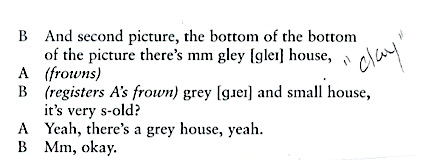 B And second picture, the bottom of the bottom
of the picture there's mm gley [gleɪ] house,
"clay"
A (frowns)
B (registers A's frown) grey [gɹeɪ] and small house,
it's very s-old?
A Yeah, there's a grey house, yeah.
B Mm, okay.